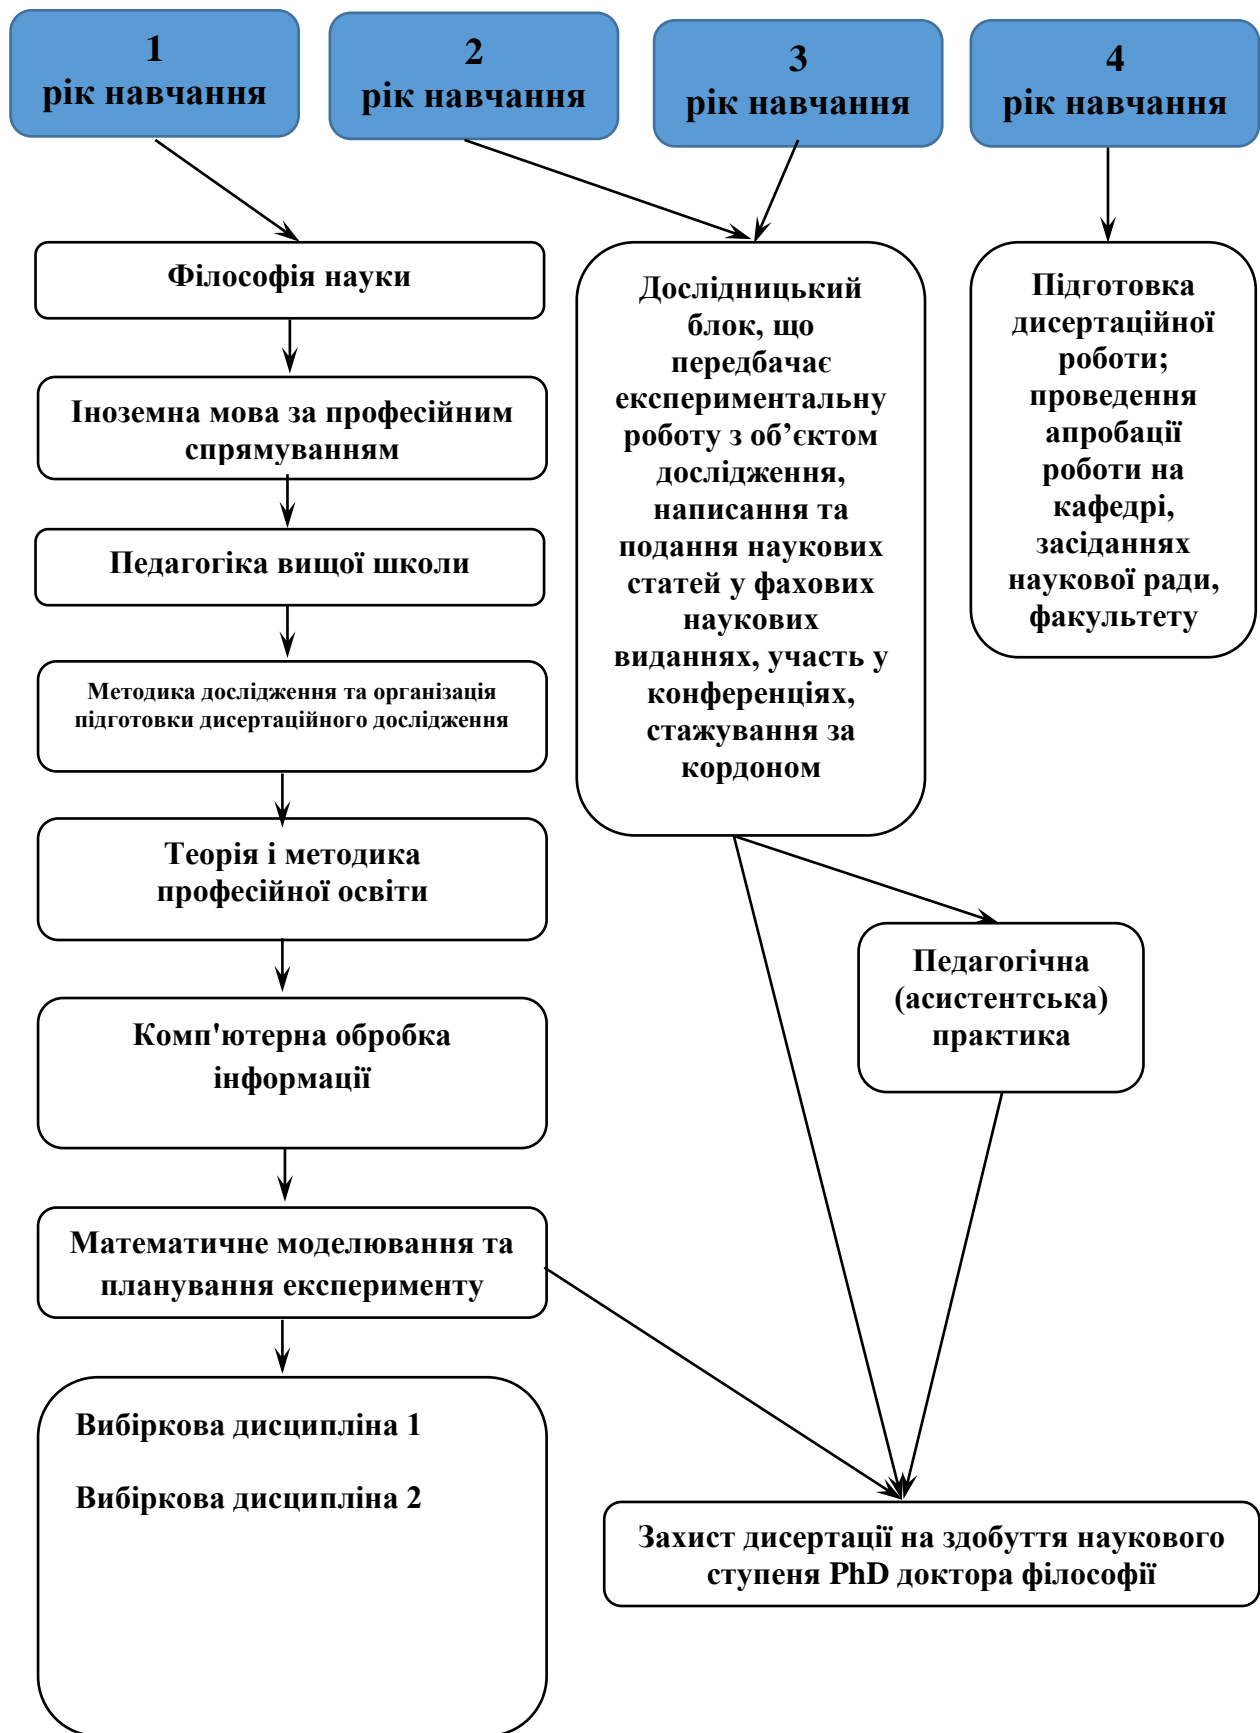 1
рік навчання
2
рік навчання
3
рік навчання
4
рік навчання
Філософія науки
Іноземна мова за професійним
спрямуванням
Педагогіка вищої школи
Методика дослідження та організація
підготовки дисертаційного дослідження
Теорія і методика
професійної освіти
Комп'ютерна обробка
інформації
Математичне моделювання та
планування експерименту
Вибіркова дисципліна 1
Вибіркова дисципліна 2
Дослідницький
блок, що
передбачає
експериментальну
роботу з об’єктом
дослідження,
написання та
подання наукових
статей у фахових
наукових
виданнях, участь у
конференціях,
стажування за
кордоном
Підготовка
дисертаційної
роботи;
проведення
апробації
роботи на
кафедрі,
засіданнях
наукової ради,
факультету
Педагогічна
(асистентська)
практика
Захист дисертації на здобуття наукового
ступеня PhD доктора філософії